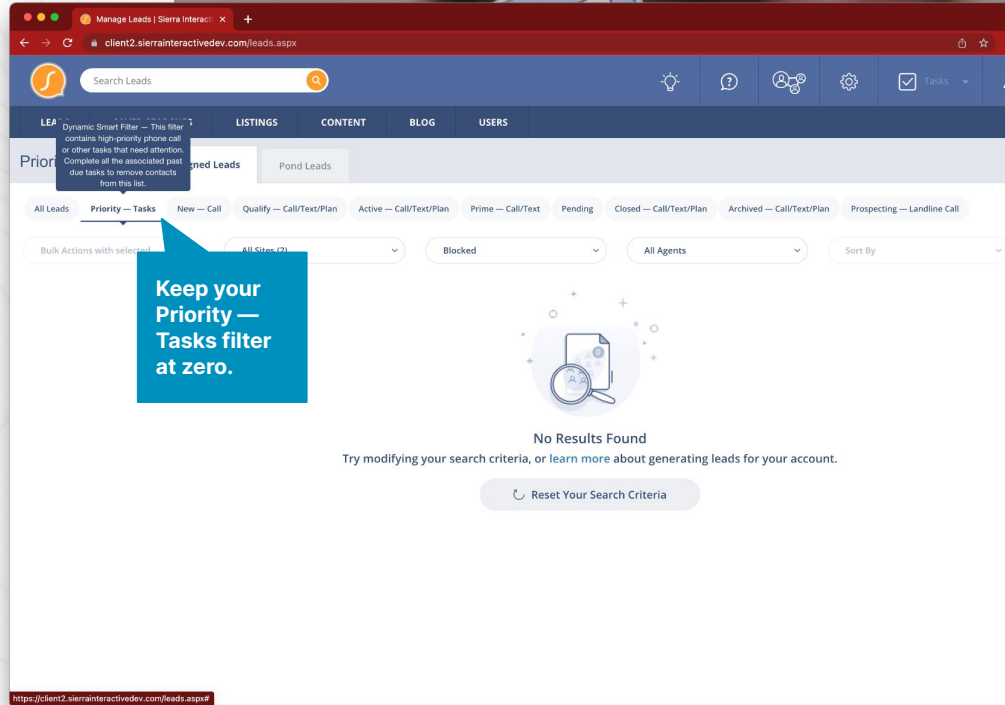 Manage Leads | Sierra Interacti
client2.sierrainteractivedev.com/leads.aspx
Search Leads
Tasks
LISTINGS
CONTENT
BLOG
USERS
Dynamic Smart Filter — This filter
contains high-priority phone call
or other tasks that need attention.
Complete all the associated past
due tasks to remove contacts
from this list.
Priori
gned Leads
Pond Leads
All Leads
Priority — Tasks
New — Call
Qualify — Call/Text/Plan
Active — Call/Text/Plan
Prime — Call/Text
Pending
Closed — Call/Text/Plan
Archived — Call/Text/Plan
Prospecting — Landline Call
Bulk Actions with selected
All Sites (2)
Blocked
All Agents
Sort By
Keep your
Priority —
Tasks filter
at zero.
No Results Found
Try modifying your search criteria, or learn more about generating leads for your account.
Reset Your Search Criteria
https://client2.sierrainteractivedev.com/leads.aspx#